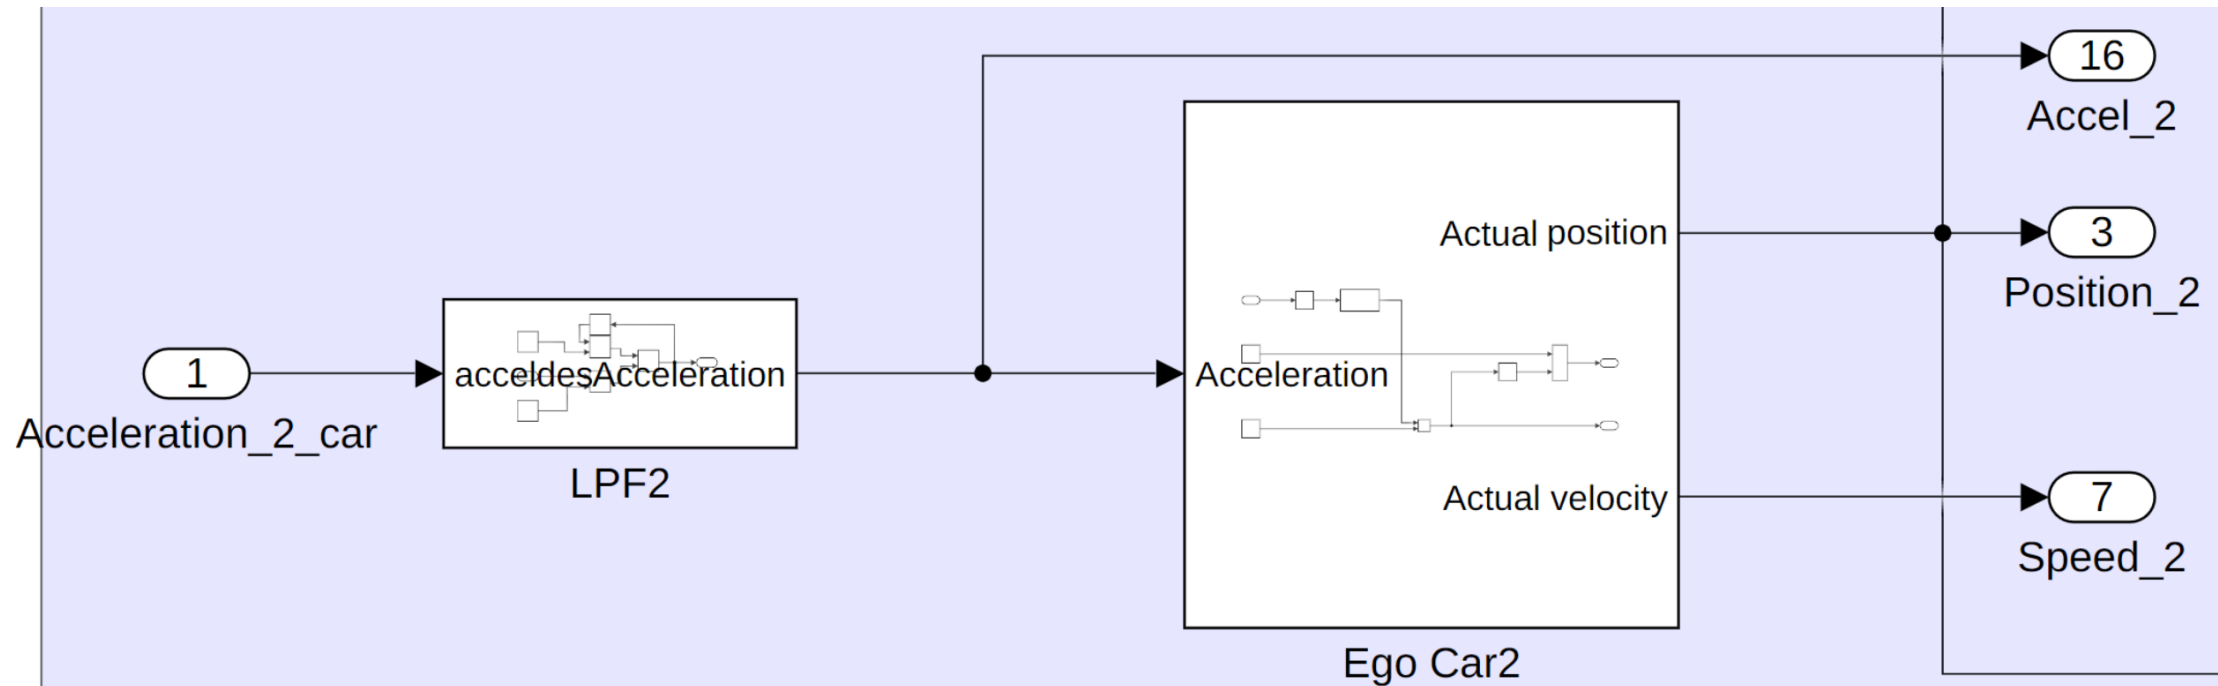 16
Accel_2
Actual position
3
Position_2
1
acceldesAcceleration
Acceleration
Acceleration_2_car
LPF2
Actual velocity
7
Speed_2
Ego Car2